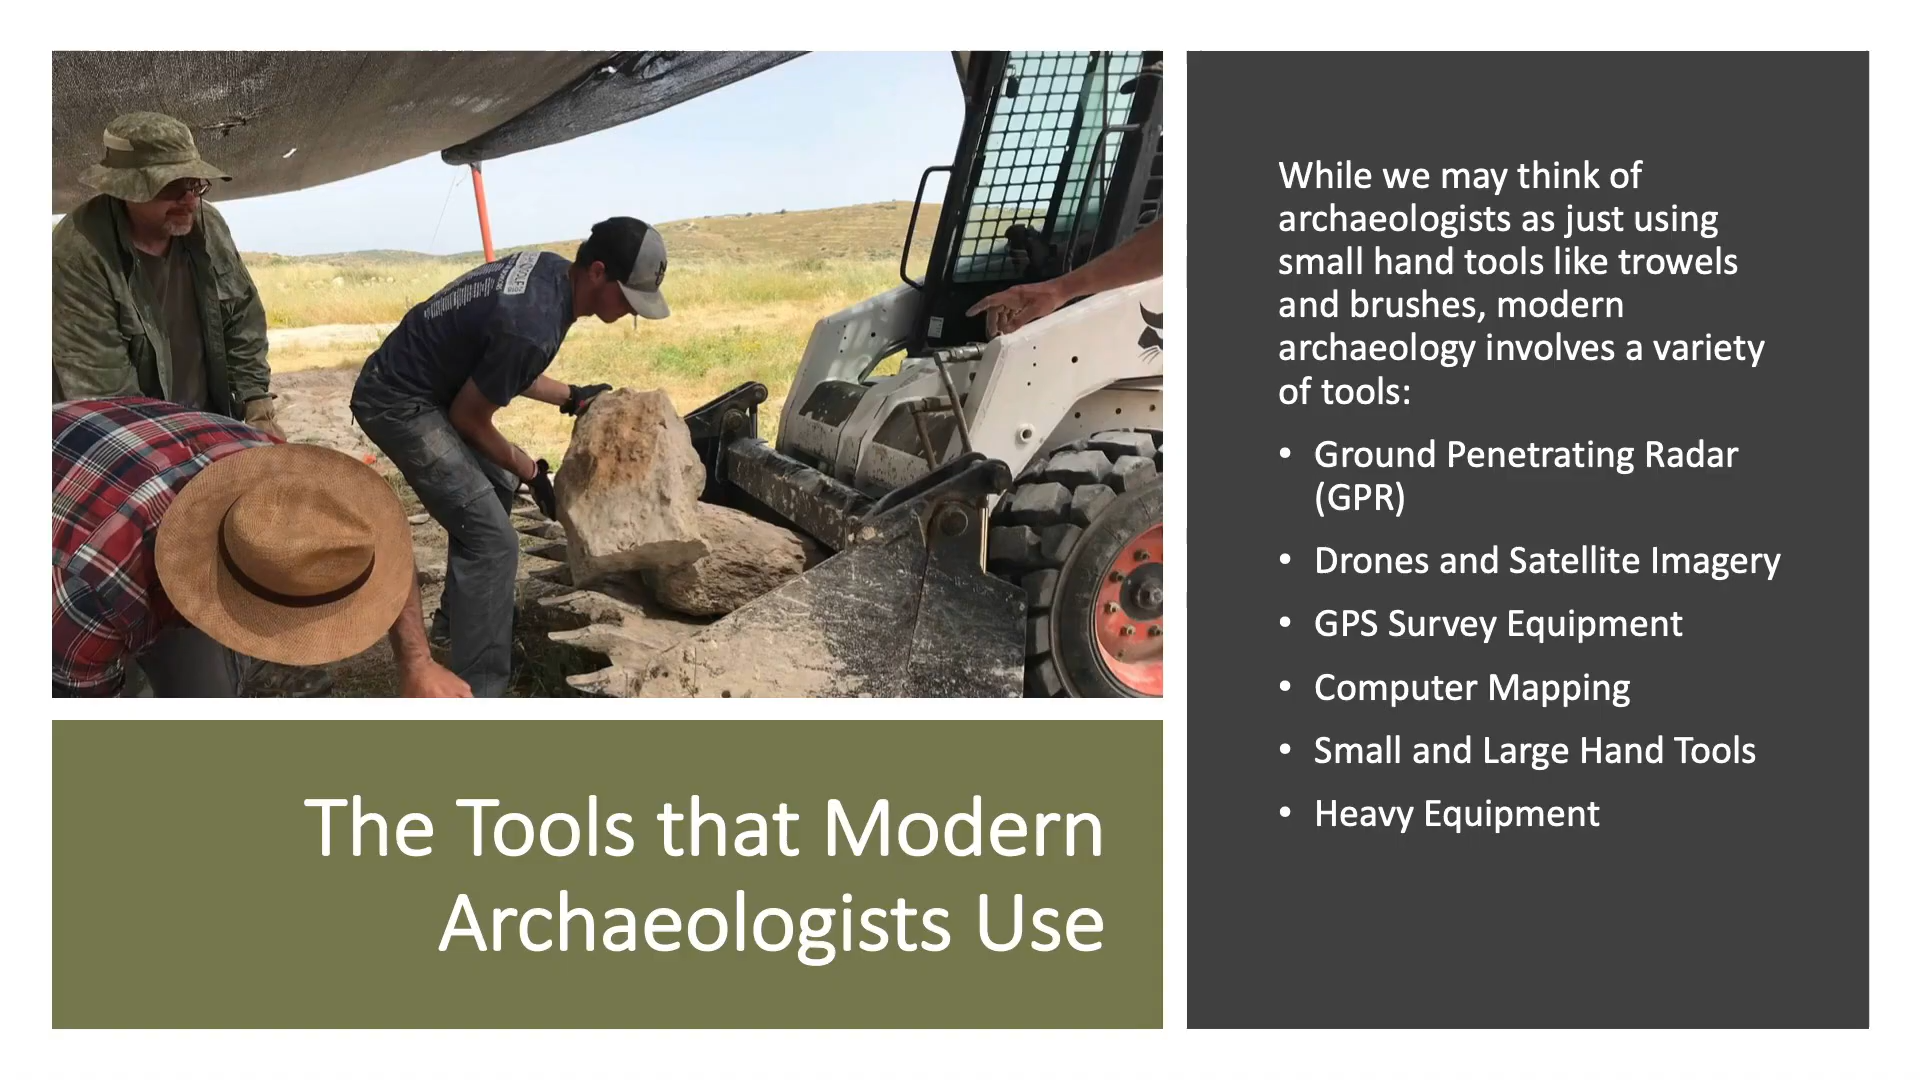 While we may think of
archaeologists as just using
small hand tools like trowels
and brushes, modern
archaeology involves a variety
of tools:
• Ground Penetrating Radar
(GPR)
• Drones and Satellite Imagery
• GPS Survey Equipment
• Computer Mapping
• Small and Large Hand Tools
• Heavy Equipment
The Tools that Modern
Archaeologists Use